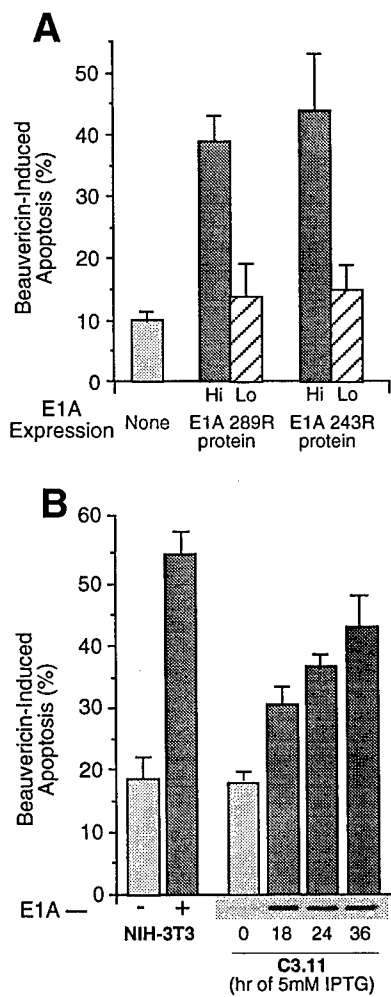 A
Beauvericin-Induced
Apoptosis (%)
50
40
30
20
10
0
Hi Lo Hi Lo
E1A
Expression
None
E1A 289R
protein
E1A 243R
protein
B
Beauvericin-Induced
Apoptosis (%)
60
50
40
30
20
10
0
E1A —
- +
NIH-3T3
0 18 24 36
C3.11
(hr of 5mM IPTG)